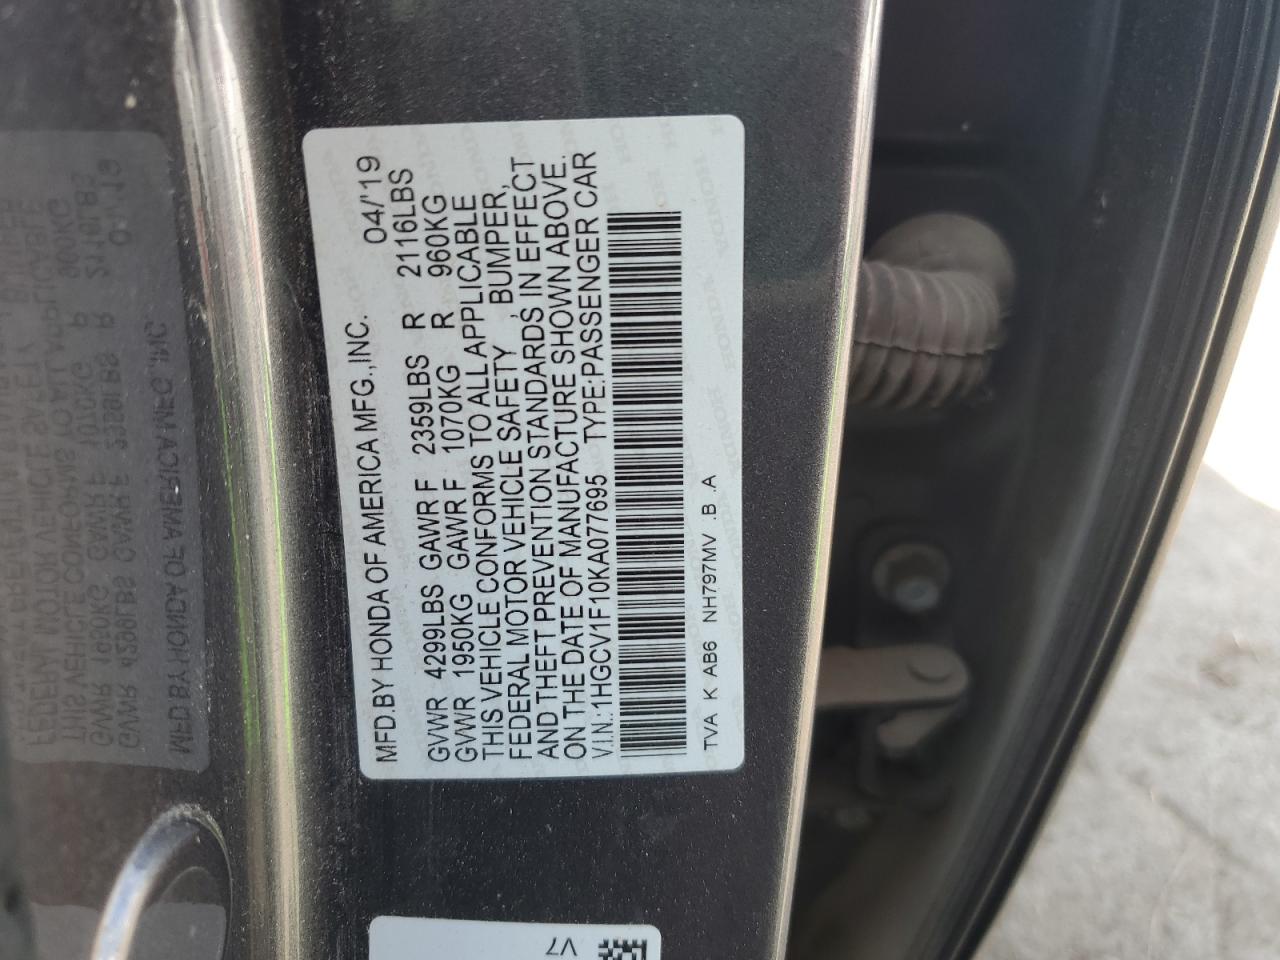 MFD.BY HONDA OF AMERICA MFG.,INC. 04/'19
GVWR 4299LBS GAWR F 2359LBS R 2116LBS
GVWR 1950KG GAWR F 1070KG R 960KG
THIS VEHICLE CONFORMS TO ALL APPLICABLE
FEDERAL MOTOR VEHICLE SAFETY, BUMPER,
AND THEFT PREVENTION STANDARDS, IN EFFECT
ON THE DATE OF MANUFACTURE SHOWN ABOVE.
V.I.N.:1HGCV1F10KA077695 TYPE:PASSENGER CAR
TVA K AB6 NH797MV .B .A
V7